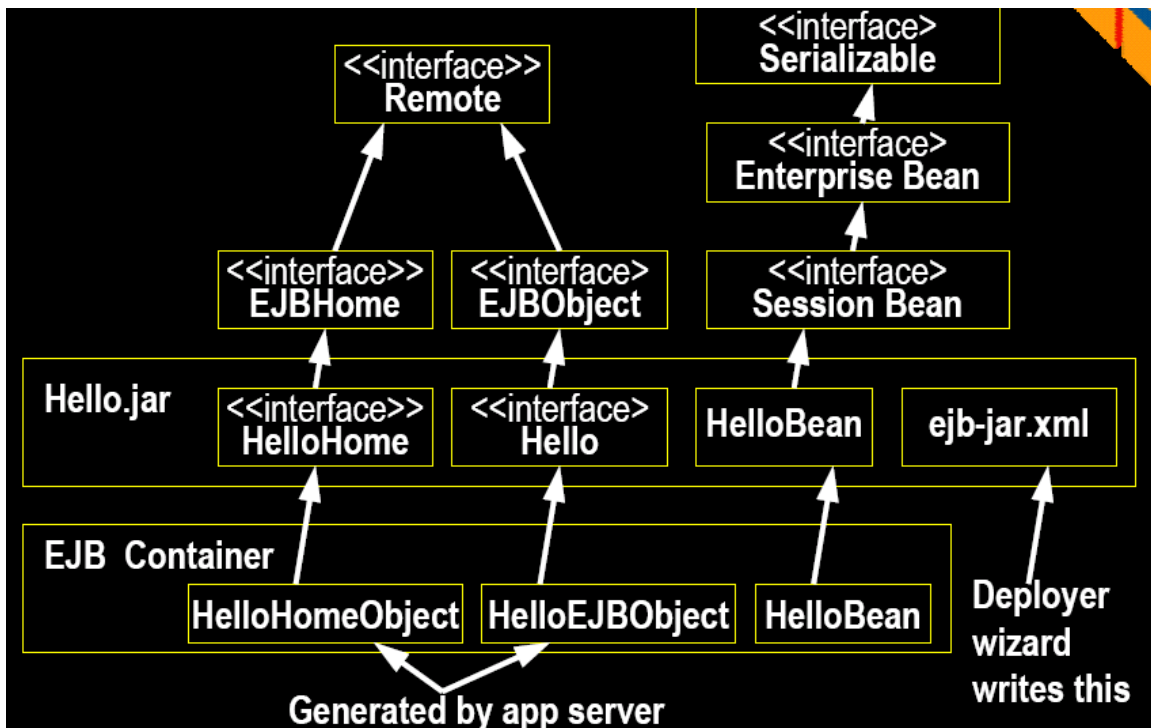 <<interface>
Serializable
<<interface>>
Remote
<<interface>
Enterprise Bean
<<interface>>
EJBHome
<<interface>
EJBObject
<<interface>
Session Bean
Hello.jar
<<interface>>
HelloHome
<<interface>
Hello
HelloBean
ejb-jar.xml
EJB Container
HelloHomeObject
HelloEJBObject
HelloBean
Deployer
wizard
writes this
Generated by app server